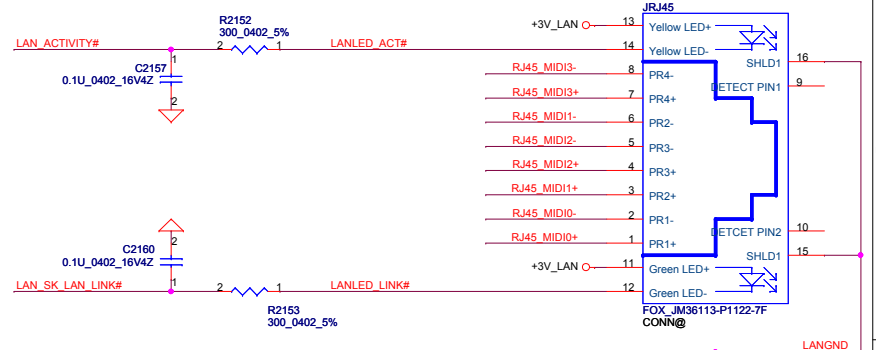 JRJ45
R2152
300_0402_5%
+3V_LAN
13
Yellow LED+
LAN_ACTIVITY#
2
1
LANLED_ACT#
14
Yellow LED-
1
C2157
0.1U_0402_16V4Z
2
SHLD1
16
RJ45_MIDI3-
8
PR4-
DETECT PIN1
9
RJ45_MIDI3+
7
PR4+
RJ45_MIDI1-
6
PR2-
RJ45_MIDI2-
5
PR3-
RJ45_MIDI2+
4
PR3+
RJ45_MIDI1+
3
PR2+
RJ45_MIDI0-
2
PR1-
DETCET PIN2
10
RJ45_MIDI0+
1
PR1+
2
C2160
0.1U_0402_16V4Z
1
SHLD1
15
+3V_LAN
11
Green LED+
LAN_SK_LAN_LINK#
2
1
LANLED_LINK#
12
Green LED-
R2153
300_0402_5%
FOX_JM36113-P1122-7F
CONN@
LANGND